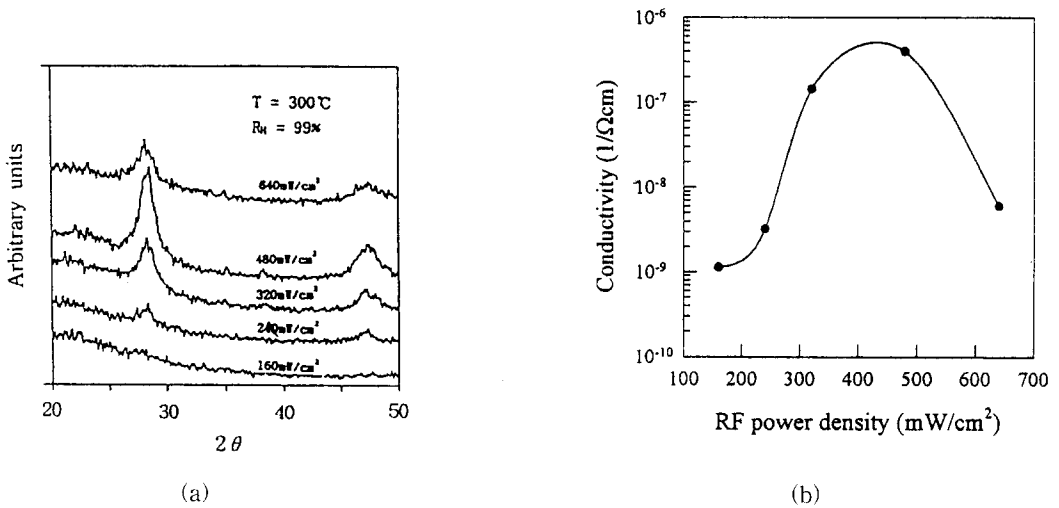 Arbitrary units
T = 300℃
R_H = 99%
640mW/cm²
480mW/cm²
320mW/cm²
240mW/cm²
160mW/cm²
20 30 40 50
2θ
(a)
Conductivity (1/Ωcm)
10⁻⁶
10⁻⁷
10⁻⁸
10⁻⁹
10⁻¹⁰
100 200 300 400 500 600 700
RF power density (mW/cm²)
(b)